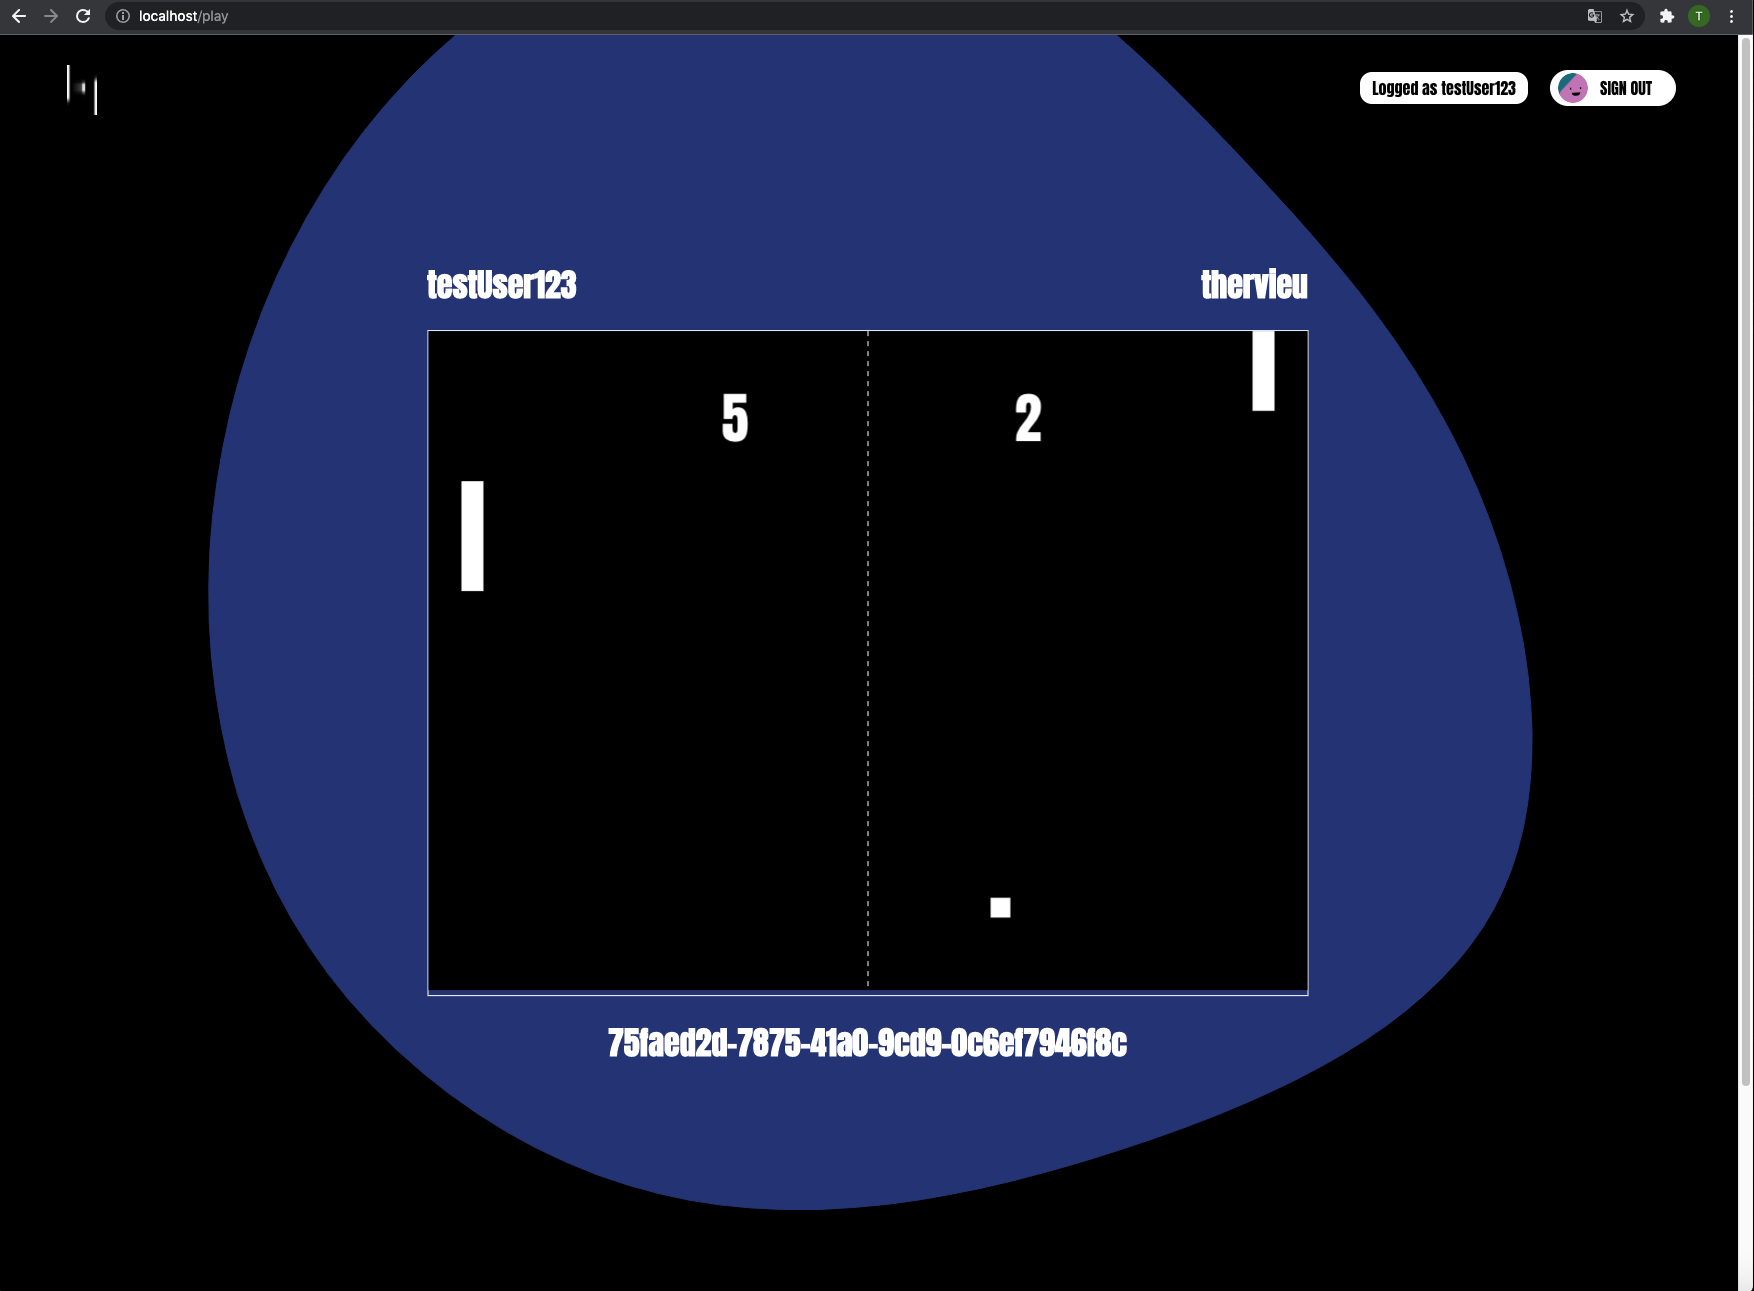 localhost/play
T
Logged as testUser123
SIGN OUT
testUser123
thervieu
5
2
75faed2d-7875-41a0-9cd9-0c6ef7946f8c